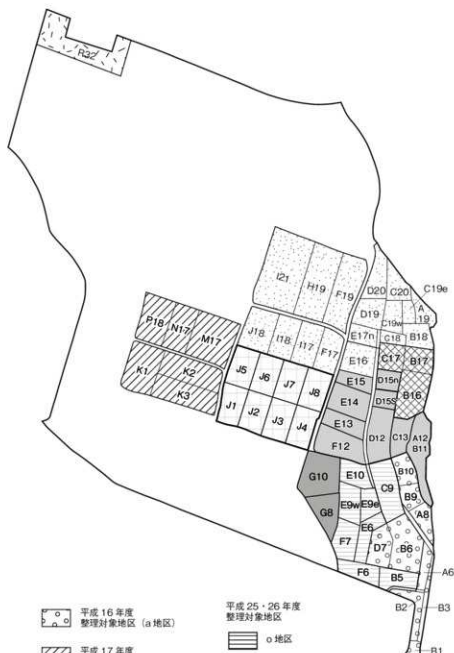 R32
I21
H19
F19
D20
C20
C19e
A
19
D19
C19w
P18
N17
M17
J18
I18
I17
F17
E17n
C18
B18
E16
C17
B17
K1
K2
K3
J5
J6
J7
J8
E15
D15n
B16
J1
J2
J3
J4
E14
D15S
E13
F12
D12
C13
A12
B11
G10
E10
C9
B10
G8
E9w
E9e
B9
A8
F7
E6
D7
B6
F6
B5
A6
B2
B3
B1
平成 16 年度
整理対象地区（a 地区）
平成 17 年度
平成 25・26 年度
整理対象地区
o 地区